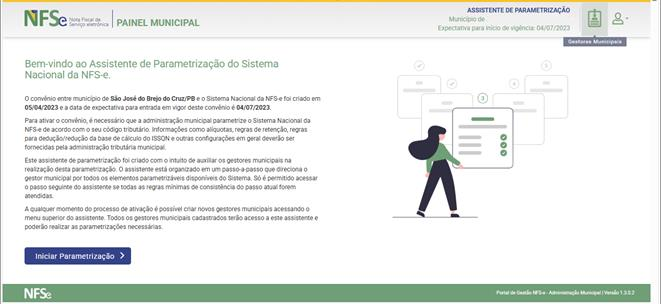 NFSe Nota Fiscal de
Serviço eletrônica
PAINEL MUNICIPAL
ASSISTENTE DE PARAMETRIZAÇÃO
Município de
Expectativa para início de vigência: 04/07/2023
Gestores Municipais
Bem-vindo ao Assistente de Parametrização do Sistema
Nacional da NFS-e.
O convênio entre município de São José do Brejo do Cruz/PB e o Sistema Nacional da NFS-e foi criado em
05/04/2023 e a data de expectativa para entrada em vigor deste convênio é 04/07/2023.
Para ativar o convênio, é necessário que a administração municipal parametrize o Sistema Nacional da
NFS-e de acordo com o seu código tributário. Informações como alíquotas, regras de retenção, regras
para dedução/redução da base de cálculo do ISSQN e outras configurações em geral deverão ser
fornecidas pela administração tributária municipal.
Este assistente de parametrização foi criado com o intuito de auxiliar os gestores municipais na
realização desta parametrização. O assistente está organizado em um passo-a-passo que direciona o
gestor municipal por todos os elementos parametrizáveis disponíveis do Sistema. Só é permitido acessar
o passo seguinte do assistente se todas as regras mínimas de consistência do passo atual forem
atendidas.
A qualquer momento do processo de ativação é possível criar novos gestores municipais acessando o
menu superior do assistente. Todos os gestores municipais cadastrados terão acesso a este assistente e
poderão realizar as parametrizações necessárias.
3
Iniciar Parametrização
NFSe
Portal de Gestão NFS-e - Administração Municipal | Versão 1.3.0.2